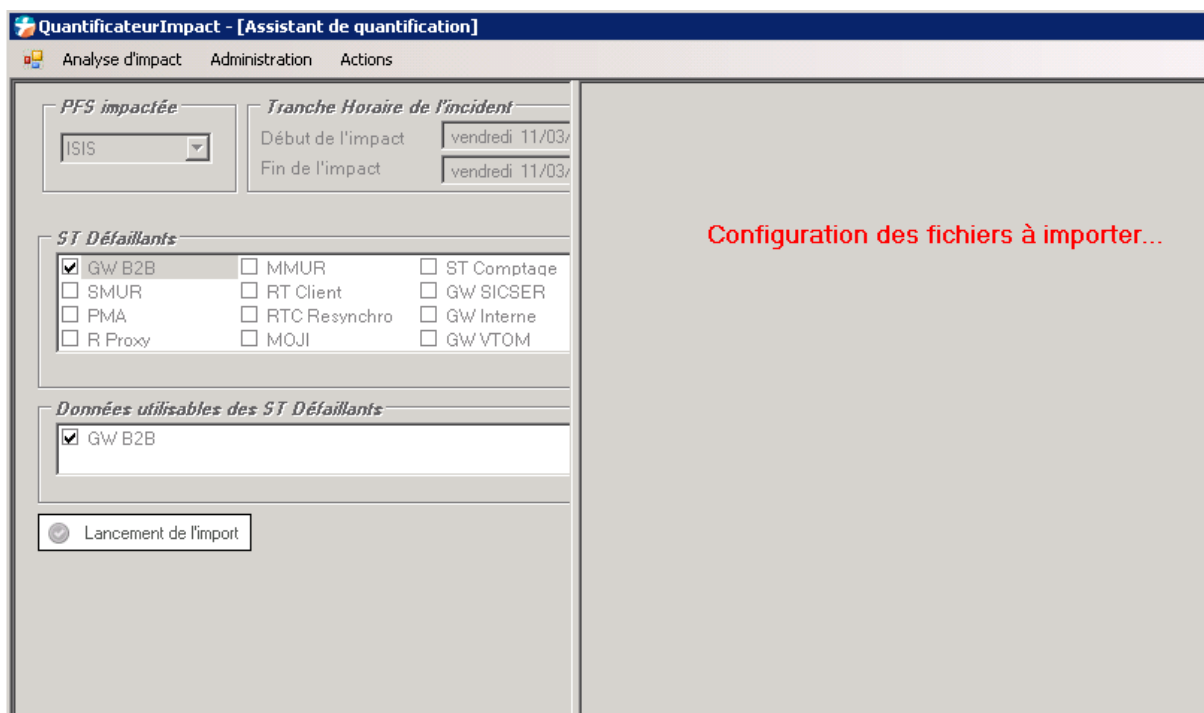 QuantificateurImpact - [Assistant de quantification]
Analyse d'impact Administration Actions
PFS impactée
ISIS
Tranche Horaire de l'incident
Début de l'impact vendredi 11/03/
Fin de l'impact vendredi 11/03/
ST Défaillants
GW B2B MMUR ST Comptage
SMUR RT Client GW SICSER
PMA RTC Resynchro GW Interne
R Proxy MOJI GW VTOM
Données utilisables des ST Défaillants
GW B2B
Lancement de l'import
Configuration des fichiers à importer...